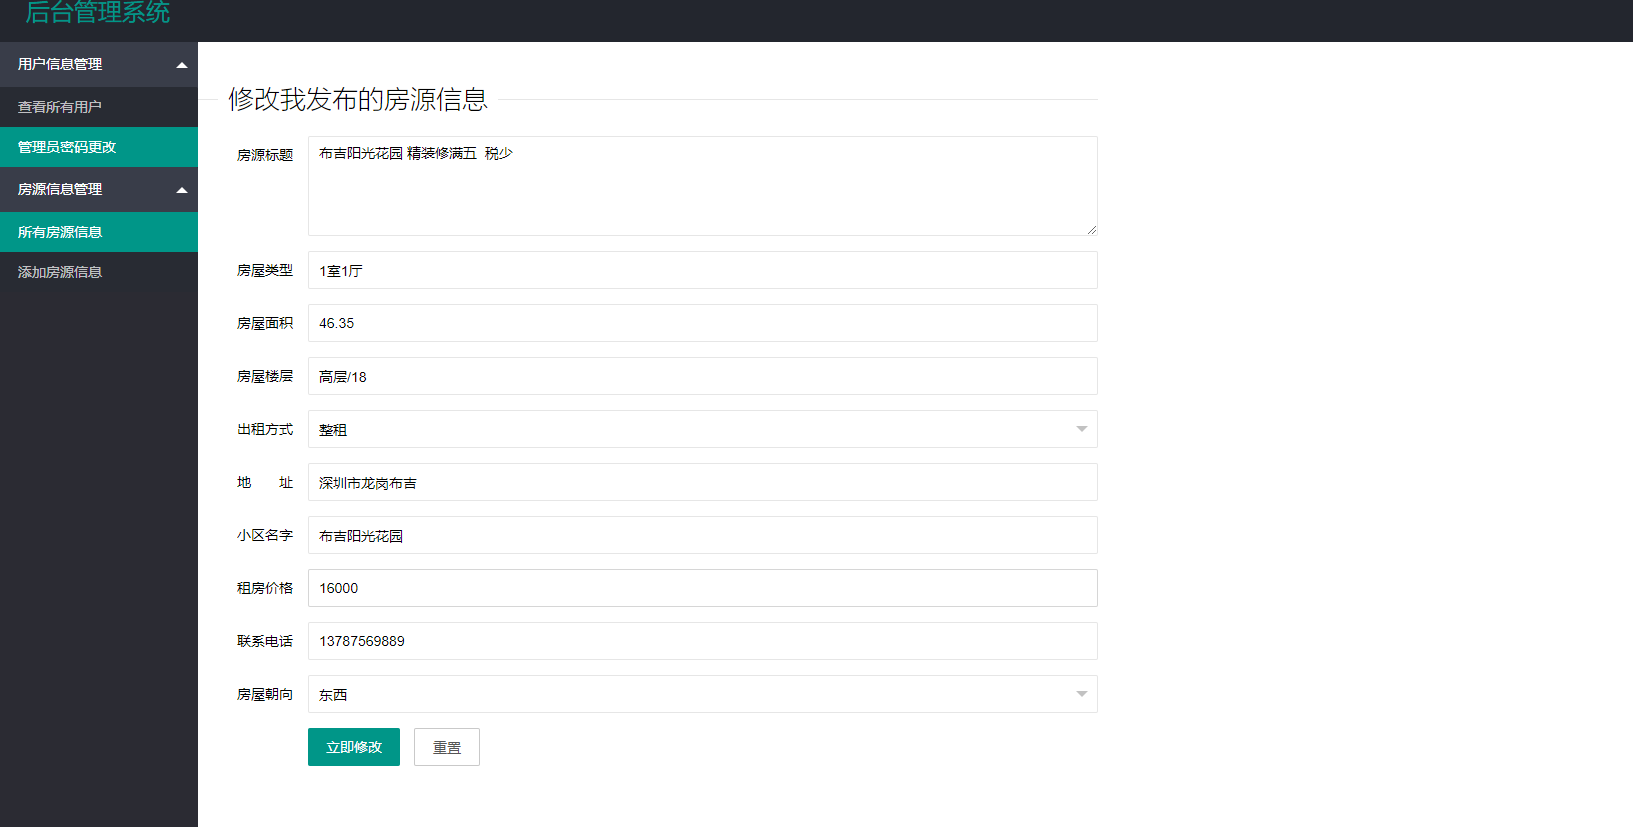 后台管理系统
用户信息管理
查看所有用户
管理员密码更改
房源信息管理
所有房源信息
添加房源信息
修改我发布的房源信息
房源标题 布吉阳光花园 精装修满五  税少
房屋类型 1室1厅
房屋面积 46.35
房屋楼层 高层/18
出租方式 整租
地　　址 深圳市龙岗布吉
小区名字 布吉阳光花园
租房价格 16000
联系电话 13787569889
房屋朝向 东西
立即修改 重置